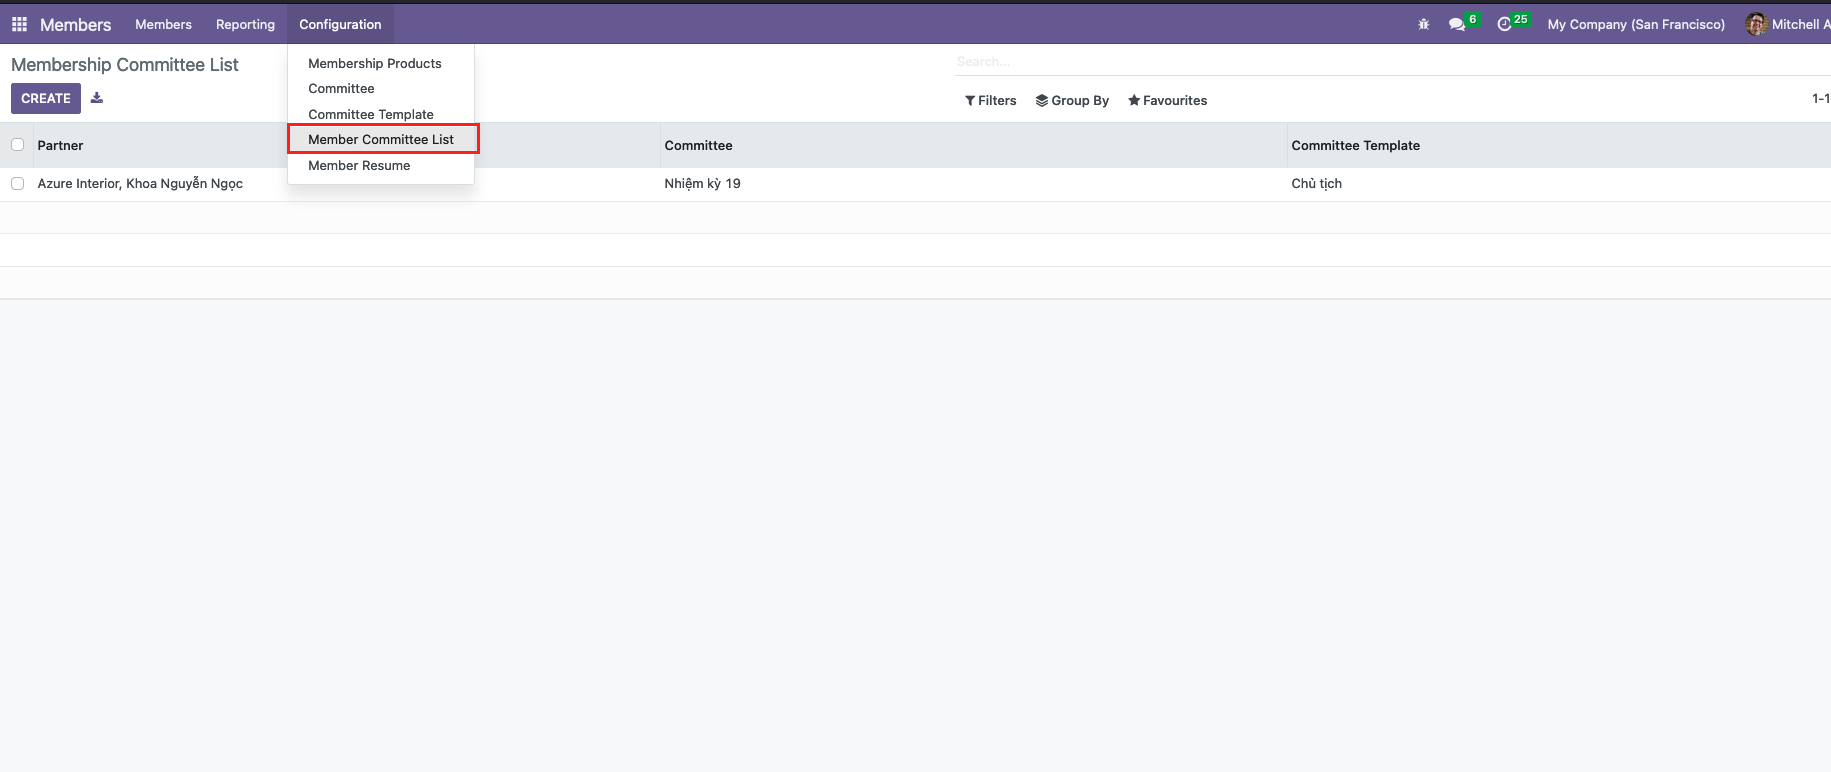 Members Members Reporting Configuration 6 25 My Company (San Francisco) Mitchell A
Membership Committee List
Search...
Membership Products
Committee
Committee Template
Member Committee List
Member Resume
CREATE
Filters Group By Favourites 1-1
Partner Committee Committee Template
Azure Interior, Khoa Nguyễn Ngọc Nhiệm kỳ 19 Chủ tịch